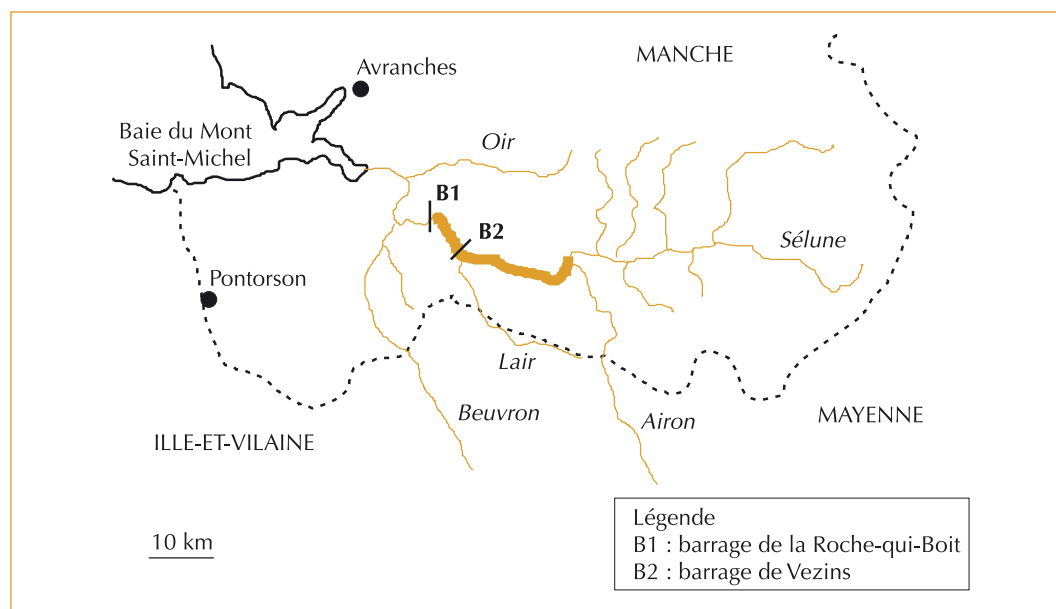 MANCHE
Avranches
Baie du Mont
Saint-Michel
Oir
B1
B2
Sélune
Pontorson
Lair
Beuvron
Airon
MAYENNE
ILLE-ET-VILAINE
10 km
Légende
B1 : barrage de la Roche-qui-Boit
B2 : barrage de Vezins